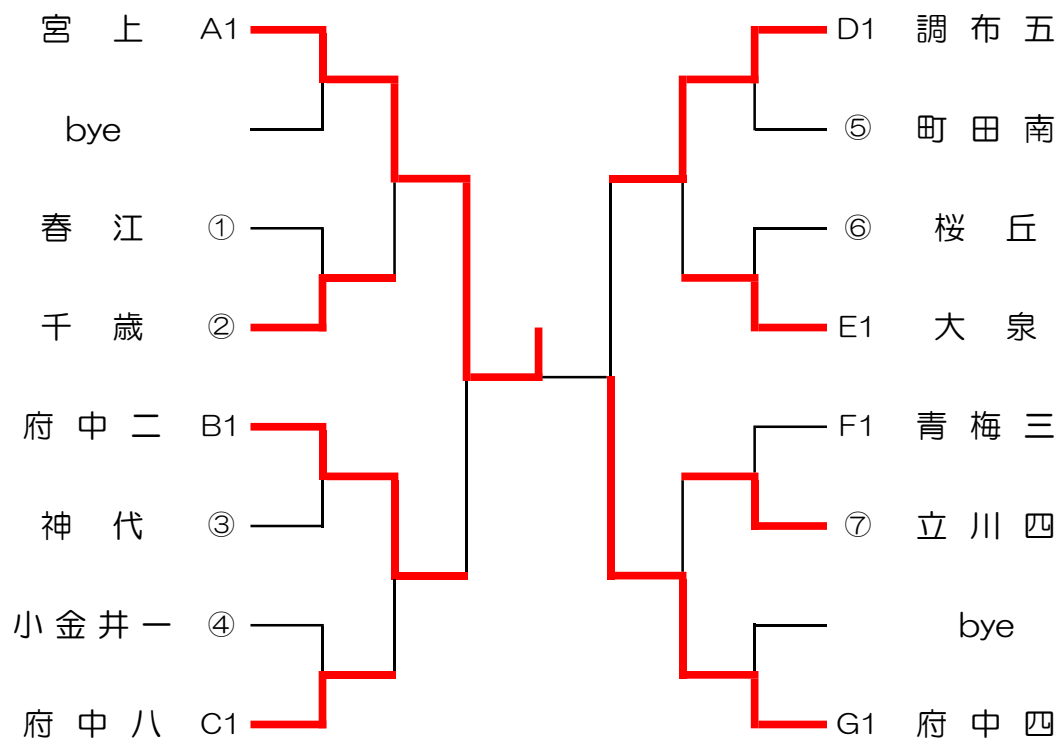 宮上 A1
D1 調布五
bye
⑤ 町田南
春江 ①
⑥ 桜丘
千歳 ②
E1 大泉
府中二 B1
F1 青梅三
神代 ③
⑦ 立川四
小金井一 ④
bye
府中八 C1
G1 府中四